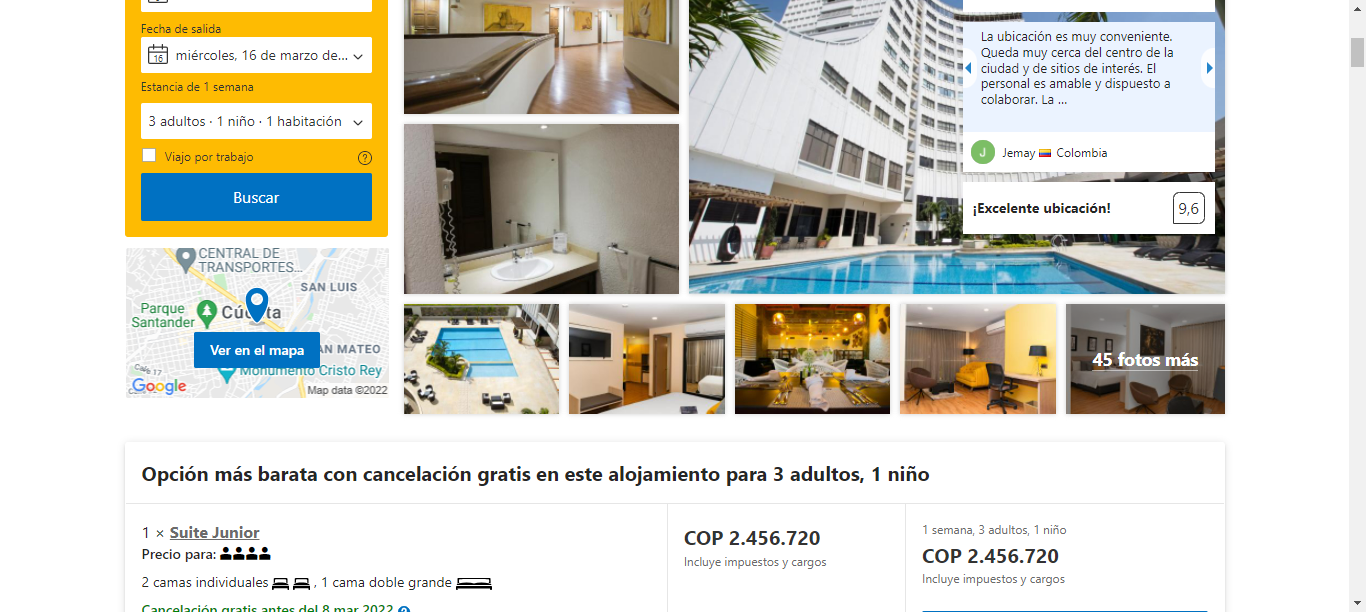 Fecha de salida
16
miércoles, 16 de marzo de...
Estancia de 1 semana
3 adultos · 1 niño · 1 habitación
Viajo por trabajo
?
Buscar
CENTRAL DE
TRANSPORTES...
SAN LUIS
Parque
Santander
Ver en el mapa
AN MATEO
Monumento Cristo Rey
Google
Map data ©2022
La ubicación es muy conveniente.
Queda muy cerca del centro de la
ciudad y de sitios de interés. El
personal es amable y dispuesto a
colaborar. La ...
J
Jemay Colombia
¡Excelente ubicación!
9,6
45 fotos más
Opción más barata con cancelación gratis en este alojamiento para 3 adultos, 1 niño
1 × Suite Junior
Precio para:
2 camas individuales , 1 cama doble grande
Cancelación gratis antes del 8 mar 2022
COP 2.456.720
Incluye impuestos y cargos
1 semana, 3 adultos, 1 niño
COP 2.456.720
Incluye impuestos y cargos